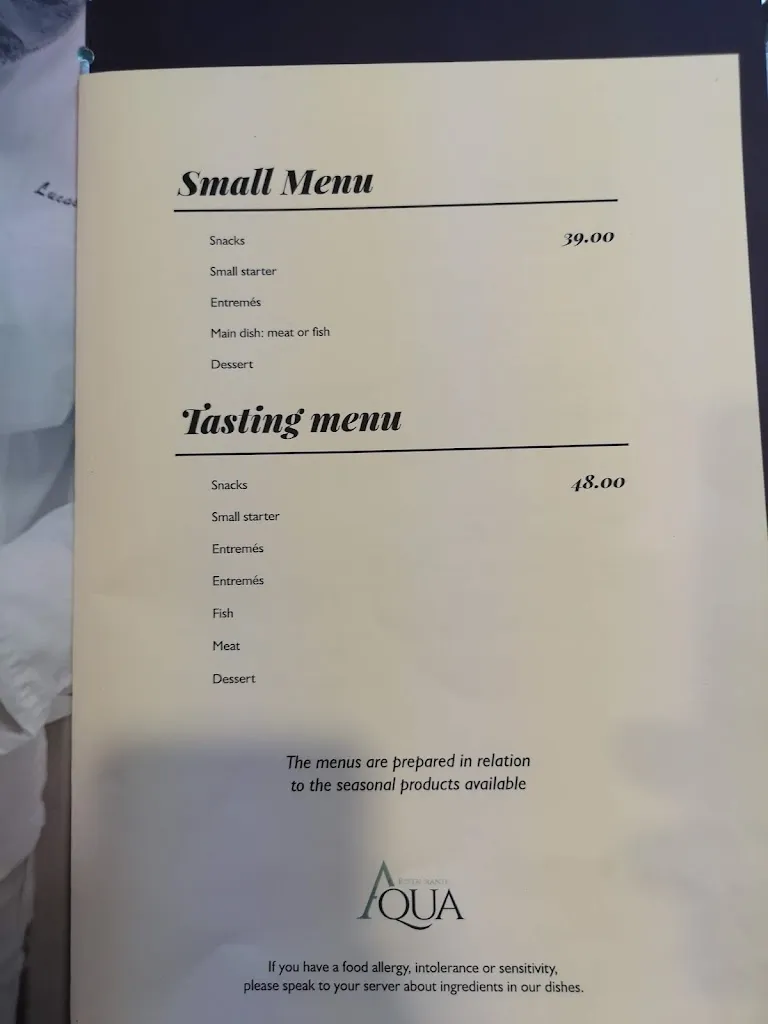 Small Menu
Snacks 39.00
Small starter
Entremés
Main dish: meat or fish
Dessert
Tasting menu
Snacks 48.00
Small starter
Entremés
Entremés
Fish
Meat
Dessert
The menus are prepared in relation
to the seasonal products available
AQUA
If you have a food allergy, intolerance or sensitivity,
please speak to your server about ingredients in our dishes.